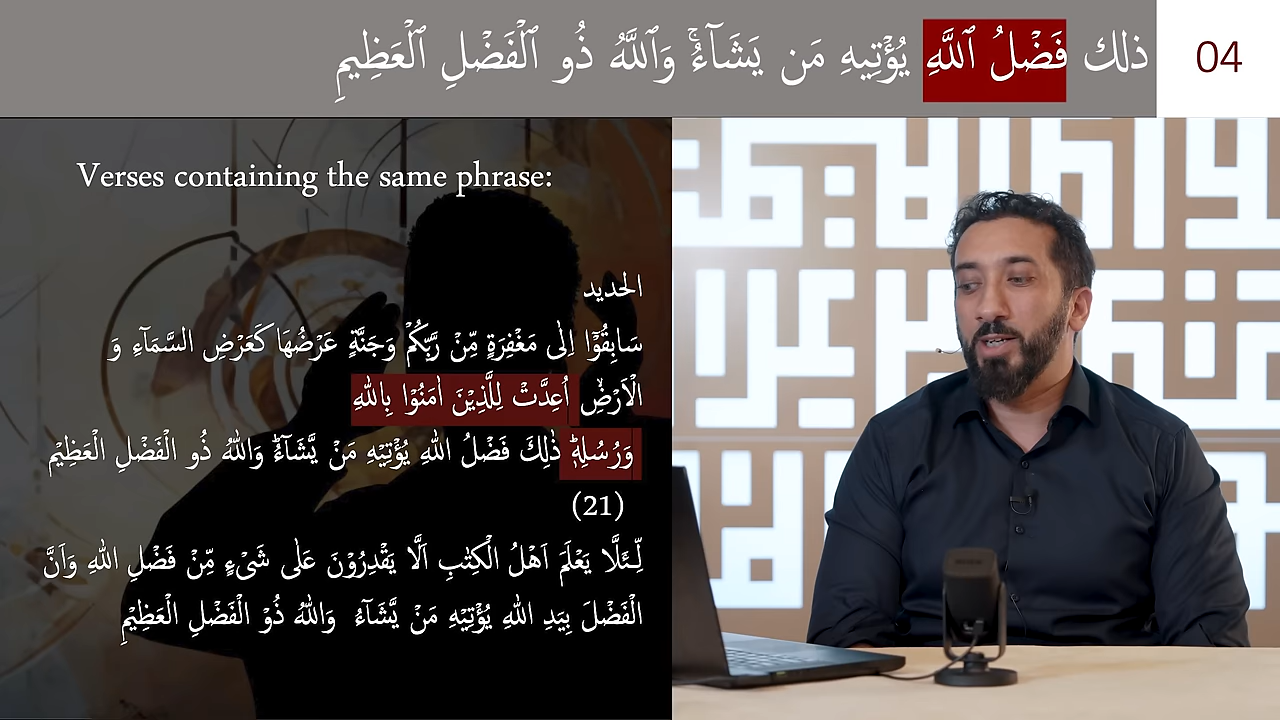 ذلك فَضْلُ ٱللَّهِ يُؤْتِيهِ مَن يَشَآءُ ۚ وَٱللَّهُ ذُو ٱلْفَضْلِ ٱلْعَظِيمِ
04
Verses containing the same phrase:
الحديد
سَابِقُوْٓا اِلٰى مَغْفِرَةٍ مِّنْ رَّبِّكُمْ وَجَنَّةٍ عَرْضُهَا كَعَرْضِ السَّمَآءِ وَ
الْاَرْضِۙ اُعِدَّتْ لِلَّذِيْنَ اٰمَنُوْا بِاللّٰهِ
وَرُسُلِهٖؕ ذٰلِكَ فَضْلُ اللّٰهِ يُؤْتِيْهِ مَنْ يَّشَآءُؕ وَاللّٰهُ ذُو الْفَضْلِ الْعَظِيْمِ
(21)
لِّـئَلَّا يَعْلَمَ اَهْلُ الْكِتٰبِ اَلَّا يَقْدِرُوْنَ عَلٰى شَىْءٍ مِّنْ فَضْلِ اللّٰهِ وَاَنَّ
الْفَضْلَ بِيَدِ اللّٰهِ يُؤْتِيْهِ مَنْ يَّشَآءُ وَاللّٰهُ ذُوْ الْفَضْلِ الْعَظِيْمِ